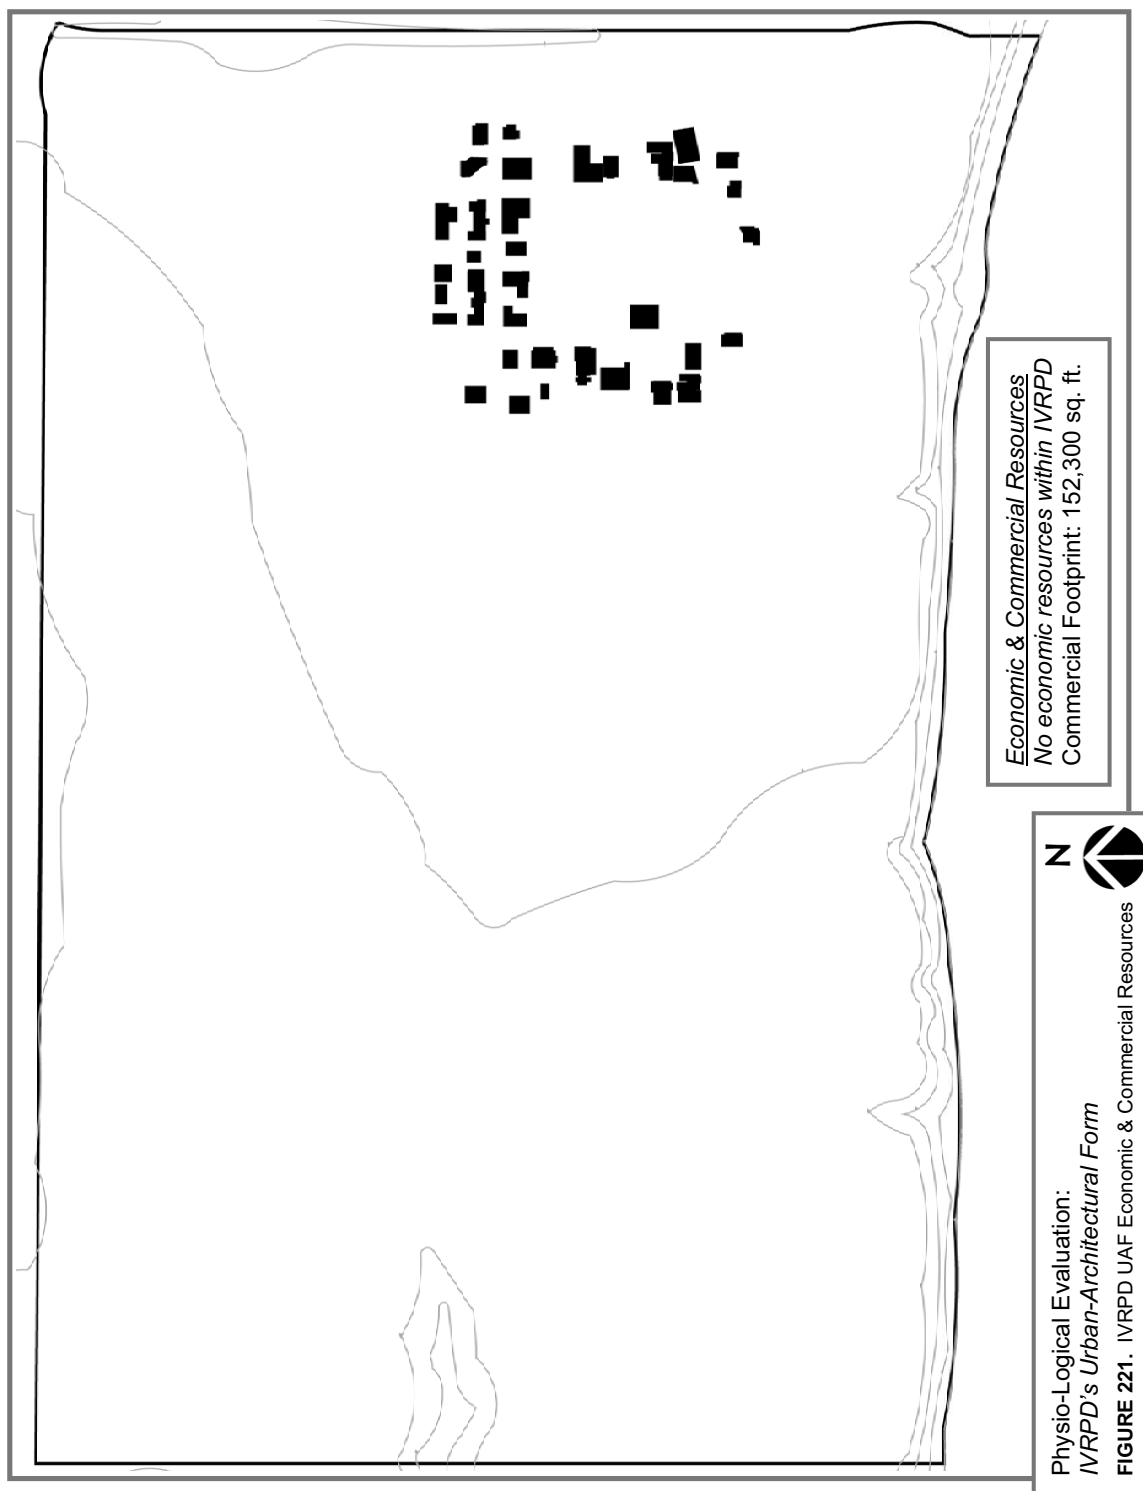 Economic & Commercial Resources
No economic resources within IVRPD
Commercial Footprint: 152,300 sq. ft.
N
Physio-Logical Evaluation:
IVRPD's Urban-Architectural Form
FIGURE 221. IVRPD UAF Economic & Commercial Resources